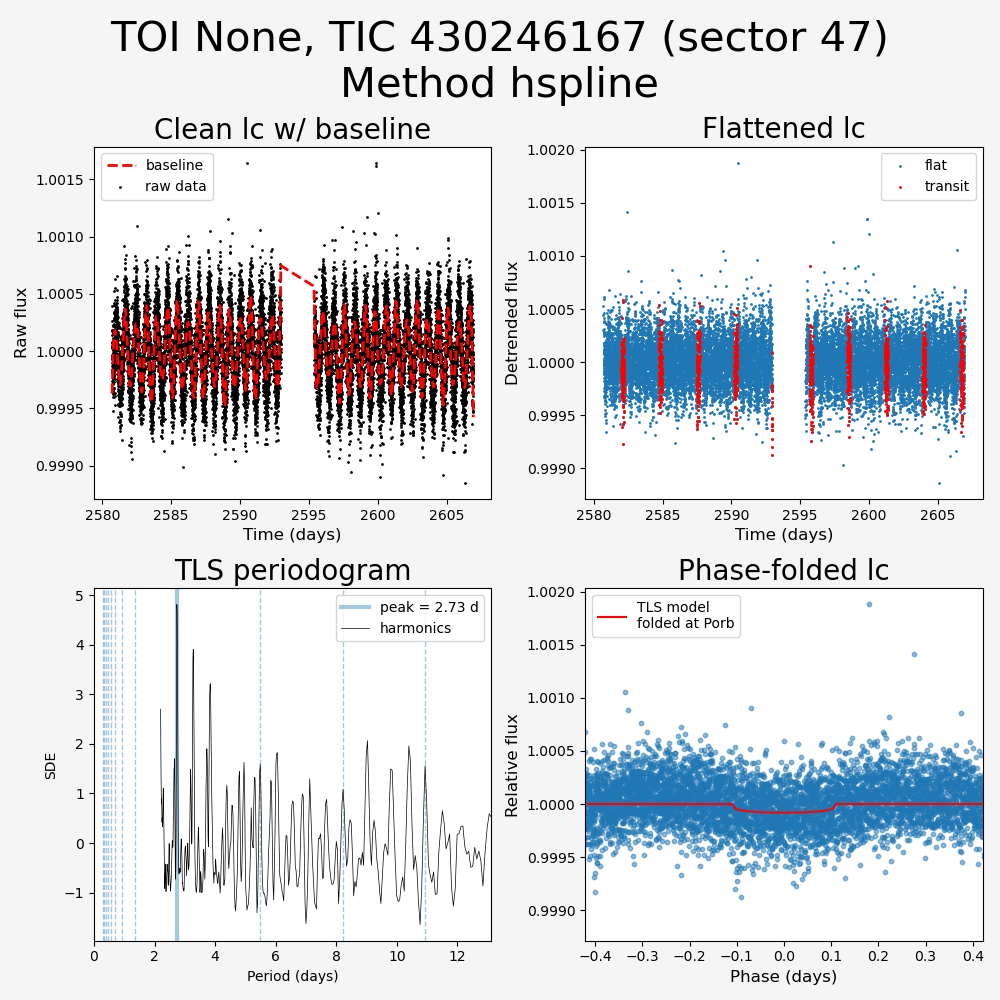 TOI None, TIC 430246167 (sector 47)
Method hspline
Clean lc w/ baseline
baseline
raw data
Raw flux
1.0015
1.0010
1.0005
1.0000
0.9995
0.9990
2580 2585 2590 2595 2600 2605
Time (days)
Flattened lc
flat
transit
Detrended flux
1.0020
1.0015
1.0010
1.0005
1.0000
0.9995
0.9990
2580 2585 2590 2595 2600 2605
Time (days)
TLS periodogram
peak = 2.73 d
harmonics
SDE
5
4
3
2
1
0
−1
0 2 4 6 8 10 12
Period (days)
Phase-folded lc
TLS model
folded at Porb
Relative flux
1.0020
1.0015
1.0010
1.0005
1.0000
0.9995
0.9990
−0.4 −0.3 −0.2 −0.1 0.0 0.1 0.2 0.3 0.4
Phase (days)